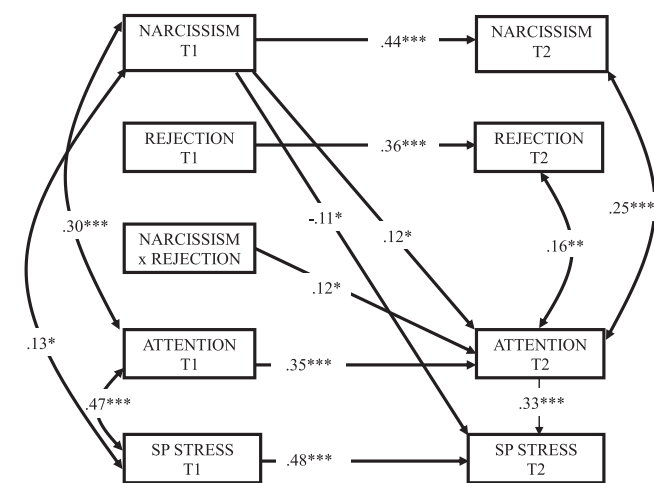 NARCISSISM
T1
.44***
NARCISSISM
T2
REJECTION
T1
.36***
REJECTION
T2
.30***
NARCISSISM
x REJECTION
-.11*
.12*
.16**
.25***
.12*
.13*
ATTENTION
T1
.35***
ATTENTION
T2
.47***
.33***
SP STRESS
T1
.48***
SP STRESS
T2